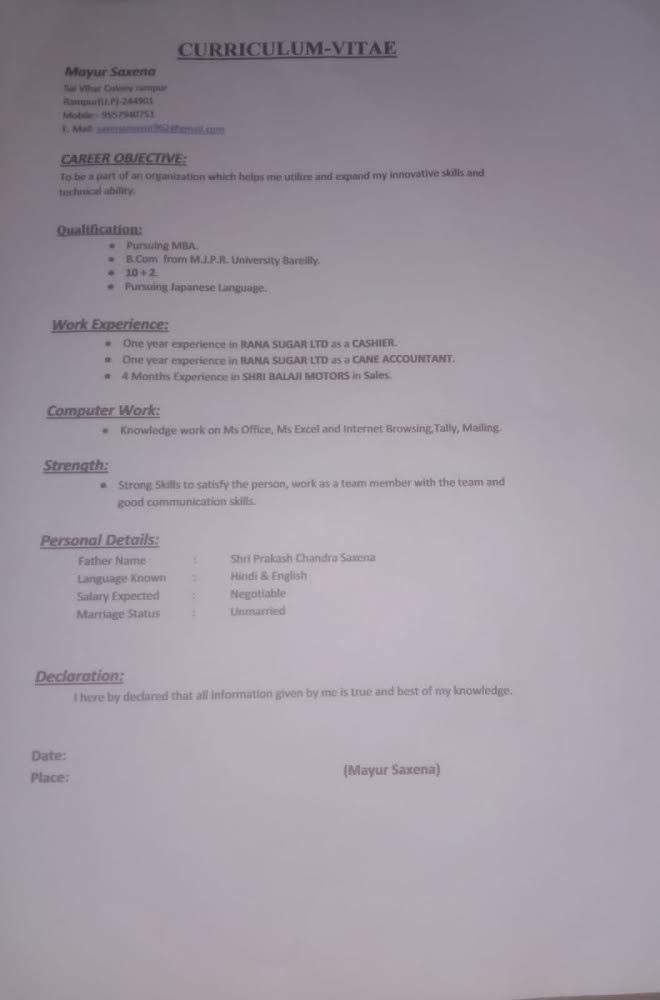 CURRICULUM-VITAE
Mayur Saxena
Sai Vihar Colony rampur
Rampur(U.P)-244901
Mobile:- 9557940751
E. Mail:
CAREER OBJECTIVE:
To be a part of an organization which helps me utilize and expand my innovative skills and
technical ability.
Qualification:
• Pursuing MBA.
• B.Com from M.J.P.R. University Bareilly.
• 10 + 2.
• Pursuing Japanese Language.
Work Experience:
• One year experience in RANA SUGAR LTD as a CASHIER.
• One year experience in RANA SUGAR LTD as a CANE ACCOUNTANT.
• 4 Months Experience in SHRI BALAJI MOTORS in Sales.
Computer Work:
• Knowledge work on Ms Office, Ms Excel and Internet Browsing,Tally, Mailing.
Strength:
• Strong Skills to satisfy the person, work as a team member with the team and
good communication skills.
Personal Details:
Father Name : Shri Prakash Chandra Saxena
Language Known : Hindi & English
Salary Expected : Negotiable
Marriage Status : Unmarried
Declaration:
I here by declared that all information given by me is true and best of my knowledge.
Date:
Place: (Mayur Saxena)